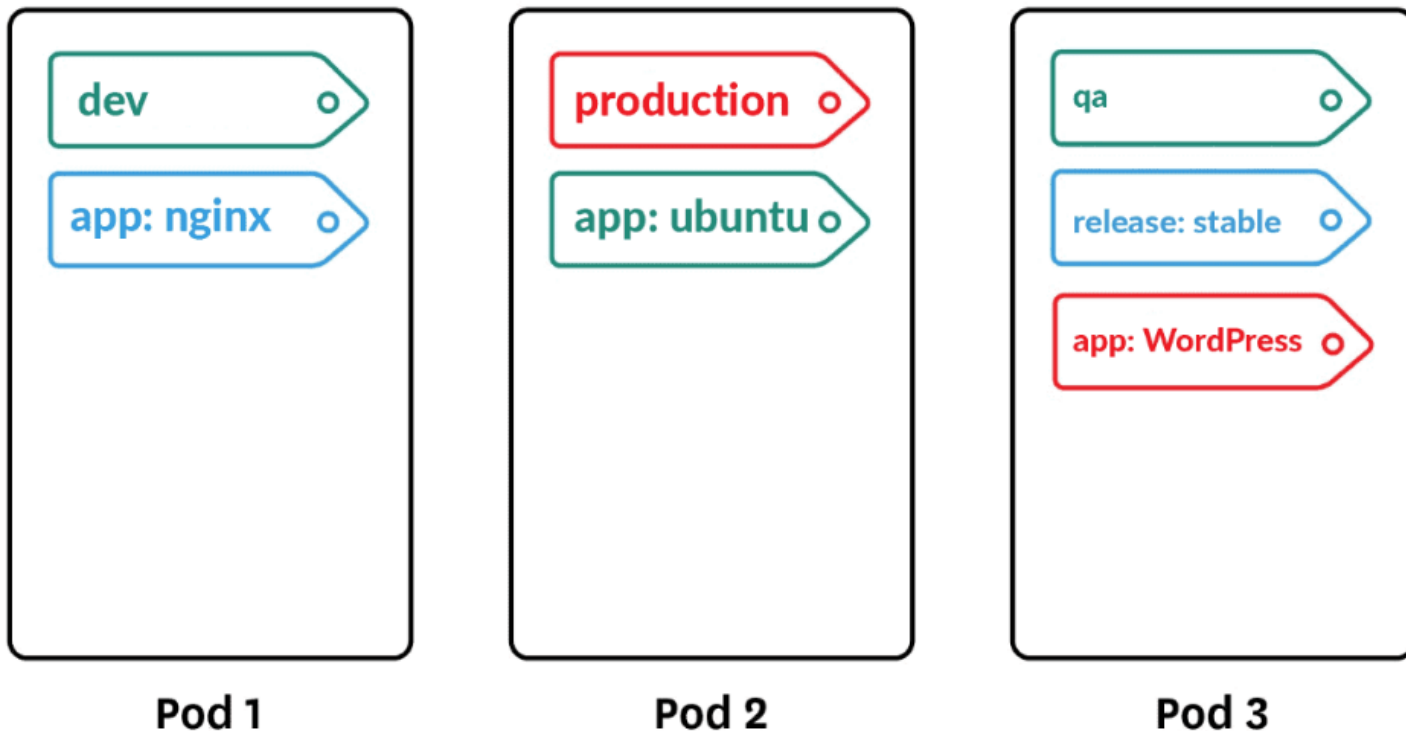 dev
app: nginx
Pod 1
production
app: ubuntu
Pod 2
qa
release: stable
app: WordPress
Pod 3